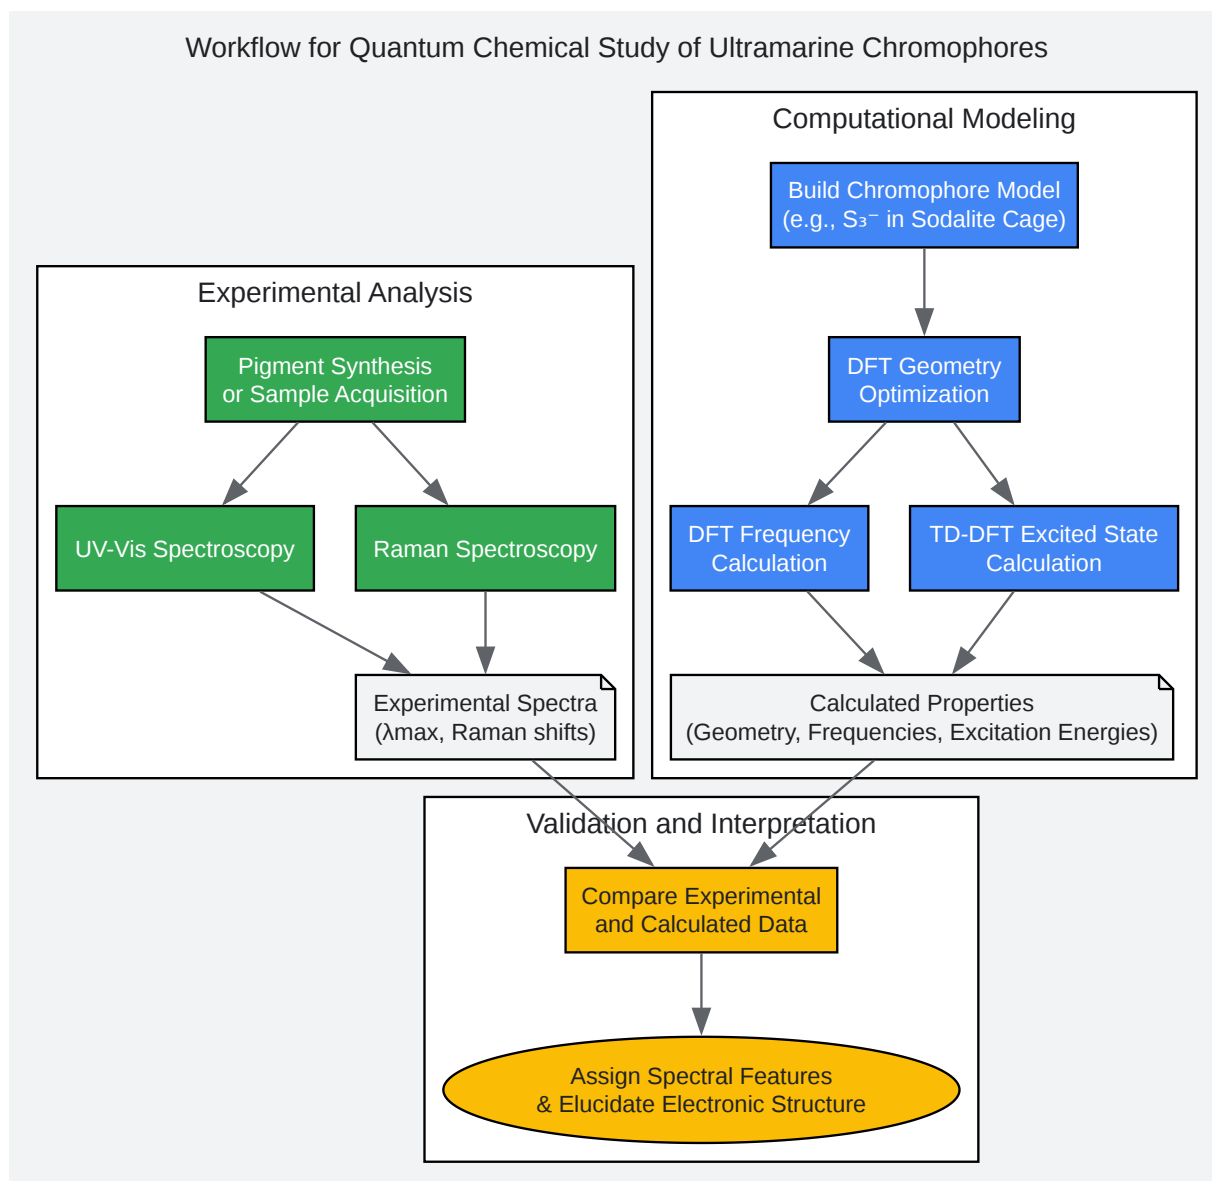 Workflow for Quantum Chemical Study of Ultramarine Chromophores
Computational Modeling
Build Chromophore Model
(e.g., S₃⁻ in Sodalite Cage)
DFT Geometry
Optimization
DFT Frequency
Calculation
TD-DFT Excited State
Calculation
Calculated Properties
(Geometry, Frequencies, Excitation Energies)
Experimental Analysis
Pigment Synthesis
or Sample Acquisition
UV-Vis Spectroscopy
Raman Spectroscopy
Experimental Spectra
(λmax, Raman shifts)
Validation and Interpretation
Compare Experimental
and Calculated Data
Assign Spectral Features
& Elucidate Electronic Structure